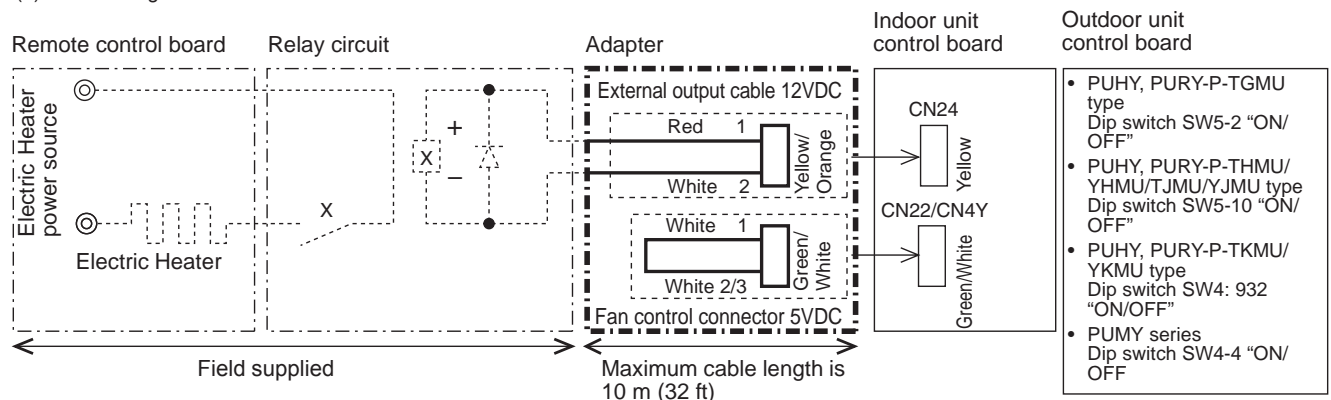 Remote control board
Relay circuit
Adapter
Indoor unit
control board
Outdoor unit
control board
Electric Heater
power source
Electric Heater
X
X
+
–
External output cable 12VDC
Red 1
White 2
Yellow/
Orange
White 1
White 2/3
Green/
White
Fan control connector 5VDC
CN24
Yellow
CN22/CN4Y
Green/White
• PUHY, PURY-P-TGMU
type
Dip switch SW5-2 “ON/
OFF”
• PUHY, PURY-P-THMU/
YHMU/TJMU/YJMU type
Dip switch SW5-10 “ON/
OFF”
• PUHY, PURY-P-TKMU/
YKMU type
Dip switch SW4: 932
“ON/OFF”
• PUMY series
Dip switch SW4-4 “ON/
OFF
Field supplied
Maximum cable length is
10 m (32 ft)